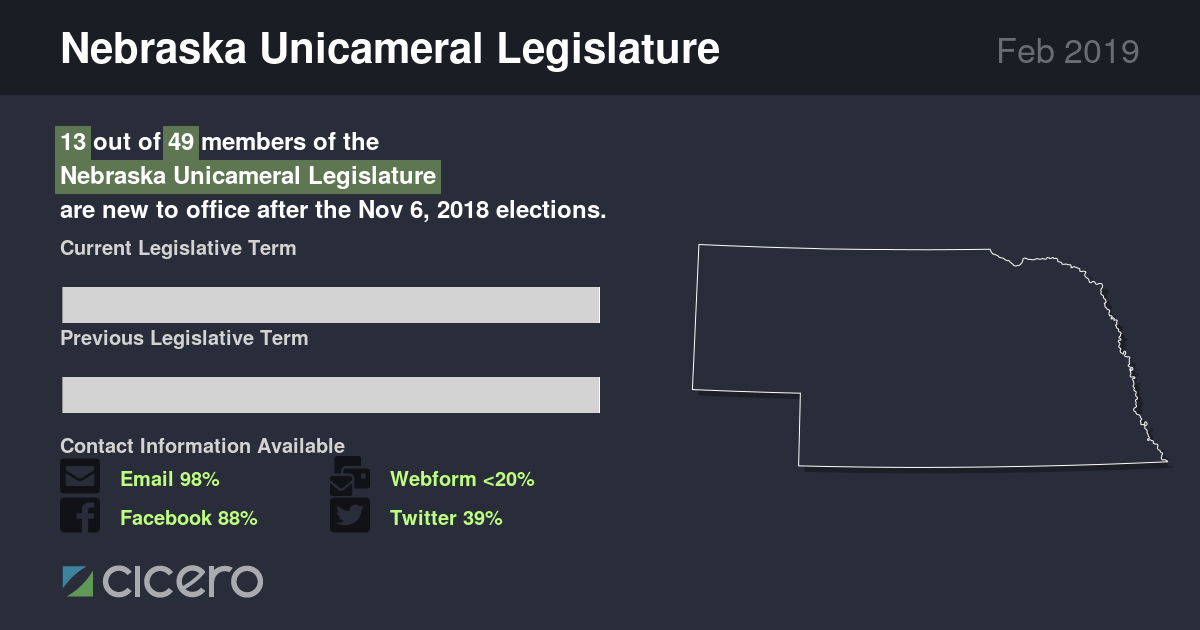 Nebraska Unicameral Legislature
Feb 2019
13 out of 49 members of the
Nebraska Unicameral Legislature
are new to office after the Nov 6, 2018 elections.
Current Legislative Term
Previous Legislative Term
Contact Information Available
Email 98%
Webform <20%
Facebook 88%
Twitter 39%
cicero